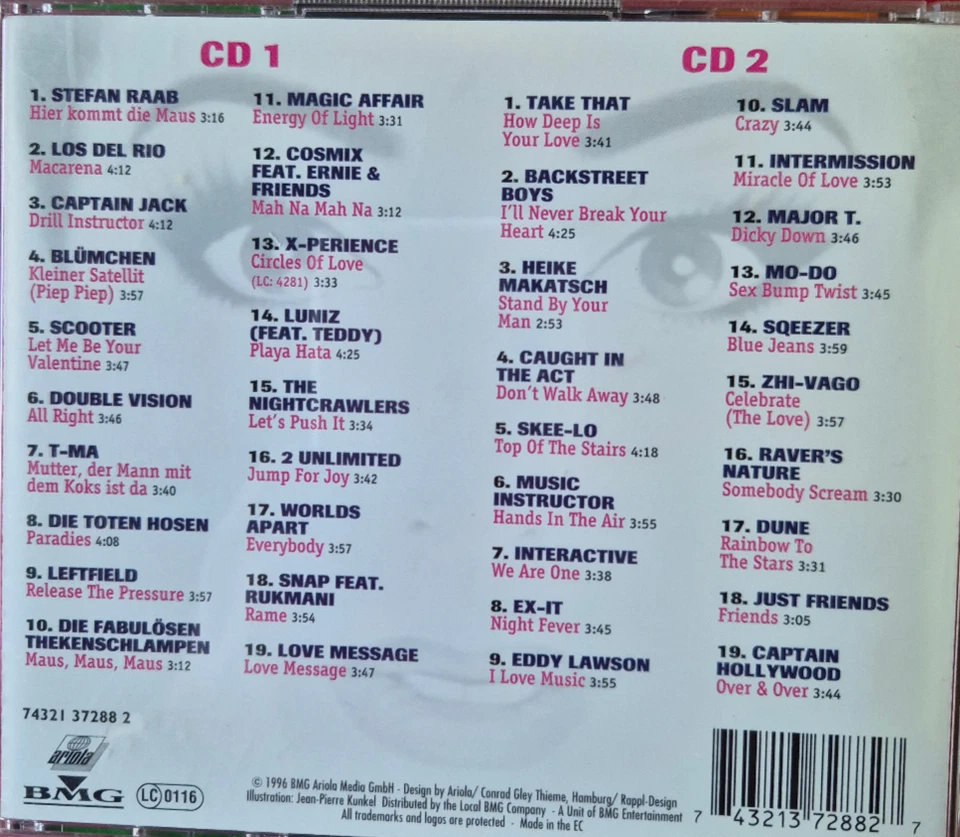 CD 1
1. STEFAN RAAB
Hier kommt die Maus 3:16
2. LOS DEL RIO
Macarena 4:12
3. CAPTAIN JACK
Drill Instructor 4:12
4. BLÜMCHEN
Kleiner Satellit
(Piep Piep) 3:57
5. SCOOTER
Let Me Be Your
Valentine 3:47
6. DOUBLE VISION
All Right 3:46
7. T-MA
Mutter, der Mann mit
dem Koks ist da 3:40
8. DIE TOTEN HOSEN
Paradies 4:08
9. LEFTFIELD
Release The Pressure 3:57
10. DIE FABULÖSEN
THEKENSCHLAMPEN
Maus, Maus, Maus 3:12
11. MAGIC AFFAIR
Energy Of Light 3:31
12. COSMIX
FEAT. ERNIE &
FRIENDS
Mah Na Mah Na 3:12
13. X-PERIENCE
Circles Of Love
(LC: 4281) 3:33
14. LUNIZ
(FEAT. TEDDY)
Playa Hata 4:25
15. THE
NIGHTCRAWLERS
Let's Push It 3:34
16. 2 UNLIMITED
Jump For Joy 3:42
17. WORLDS
APART
Everybody 3:57
18. SNAP FEAT.
RUKMANI
Rame 3:54
19. LOVE MESSAGE
Love Message 3:47
CD 2
1. TAKE THAT
How Deep Is
Your Love 3:41
2. BACKSTREET
BOYS
I'll Never Break Your
Heart 4:25
3. HEIKE
MAKATSCH
Stand By Your
Man 2:53
4. CAUGHT IN
THE ACT
Don't Walk Away 3:48
5. SKEE-LO
Top Of The Stairs 4:18
6. MUSIC
INSTRUCTOR
Hands In The Air 3:55
7. INTERACTIVE
We Are One 3:38
8. EX-IT
Night Fever 3:45
9. EDDY LAWSON
I Love Music 3:55
10. SLAM
Crazy 3:44
11. INTERMISSION
Miracle Of Love 3:53
12. MAJOR T.
Dicky Down 3:46
13. MO-DO
Sex Bump Twist 3:45
14. SQEEZER
Blue Jeans 3:59
15. ZHI-VAGO
Celebrate
(The Love) 3:57
16. RAVER'S
NATURE
Somebody Scream 3:30
17. DUNE
Rainbow To
The Stars 3:31
18. JUST FRIENDS
Friends 3:05
19. CAPTAIN
HOLLYWOOD
Over & Over 3:44
74321 37288 2
ariola
BMG
LC 0116
© 1996 BMG Ariola Media GmbH - Design by Ariola/ Conrad Gley Thieme, Hamburg/ Rappl-Design
Illustration: Jean-Pierre Kunkel Distributed by the Local BMG Company - A Unit of BMG Entertainment
All trademarks and logos are protected - Made in the EC
7 43213 72882 7